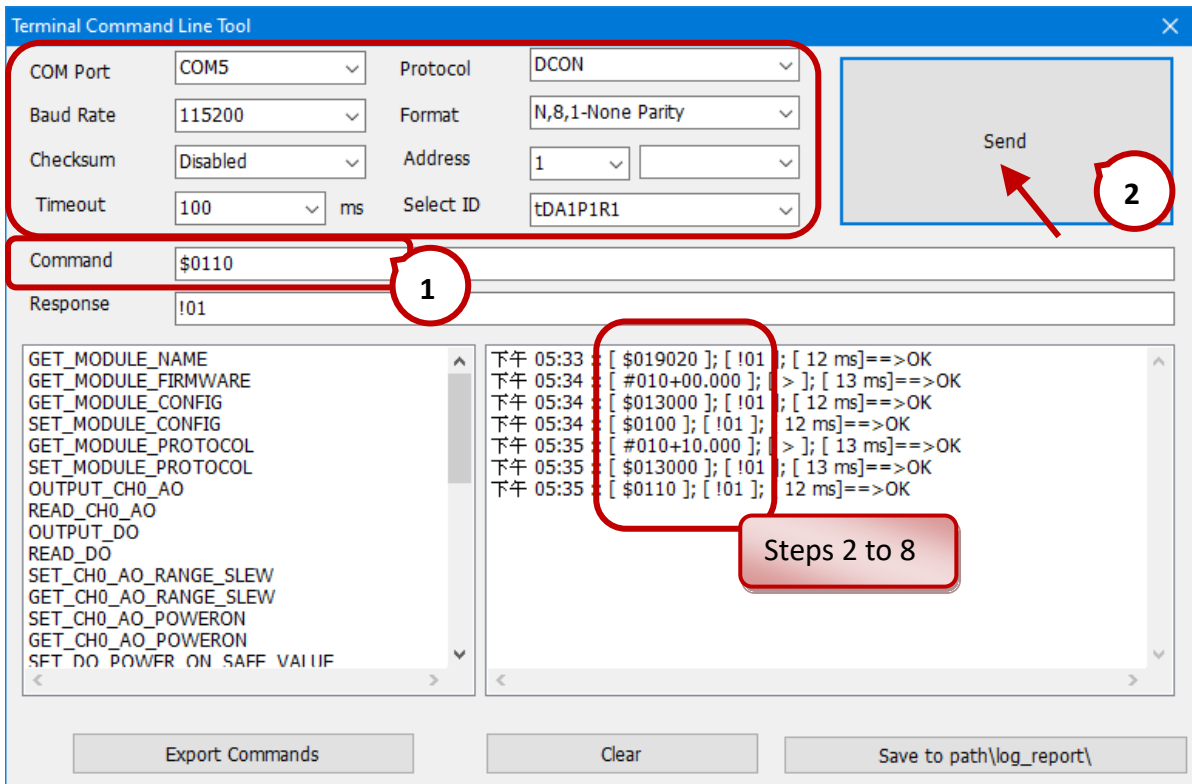 Terminal Command Line Tool
COM Port COM5 Protocol DCON
Baud Rate 115200 Format N,8,1-None Parity
Checksum Disabled Address 1
Timeout 100 ms Select ID tDA1P1R1
Send
2
Command $0110
1
Response !01
GET_MODULE_NAME
GET_MODULE_FIRMWARE
GET_MODULE_CONFIG
SET_MODULE_CONFIG
GET_MODULE_PROTOCOL
SET_MODULE_PROTOCOL
OUTPUT_CH0_AO
READ_CH0_AO
OUTPUT_DO
READ_DO
SET_CH0_AO_RANGE_SLEW
GET_CH0_AO_RANGE_SLEW
SET_CH0_AO_POWERON
GET_CH0_AO_POWERON
SET_DO_POWER_ON_SAFE_VALUE
下午 05:33 :: [ $019020 ]; [ !01 ]; [ 12 ms]==>OK
下午 05:34 :: [ #010+00.000 ]; [ > ]; [ 13 ms]==>OK
下午 05:34 :: [ $013000 ]; [ !01 ]; [ 12 ms]==>OK
下午 05:34 :: [ $0100 ]; [ !01 ]; [ 12 ms]==>OK
下午 05:35 :: [ #010+10.000 ]; [ > ]; [ 13 ms]==>OK
下午 05:35 :: [ $013000 ]; [ !01 ]; [ 13 ms]==>OK
下午 05:35 :: [ $0110 ]; [ !01 ]; [ 12 ms]==>OK
Steps 2 to 8
Export Commands
Clear
Save to path\log_report\